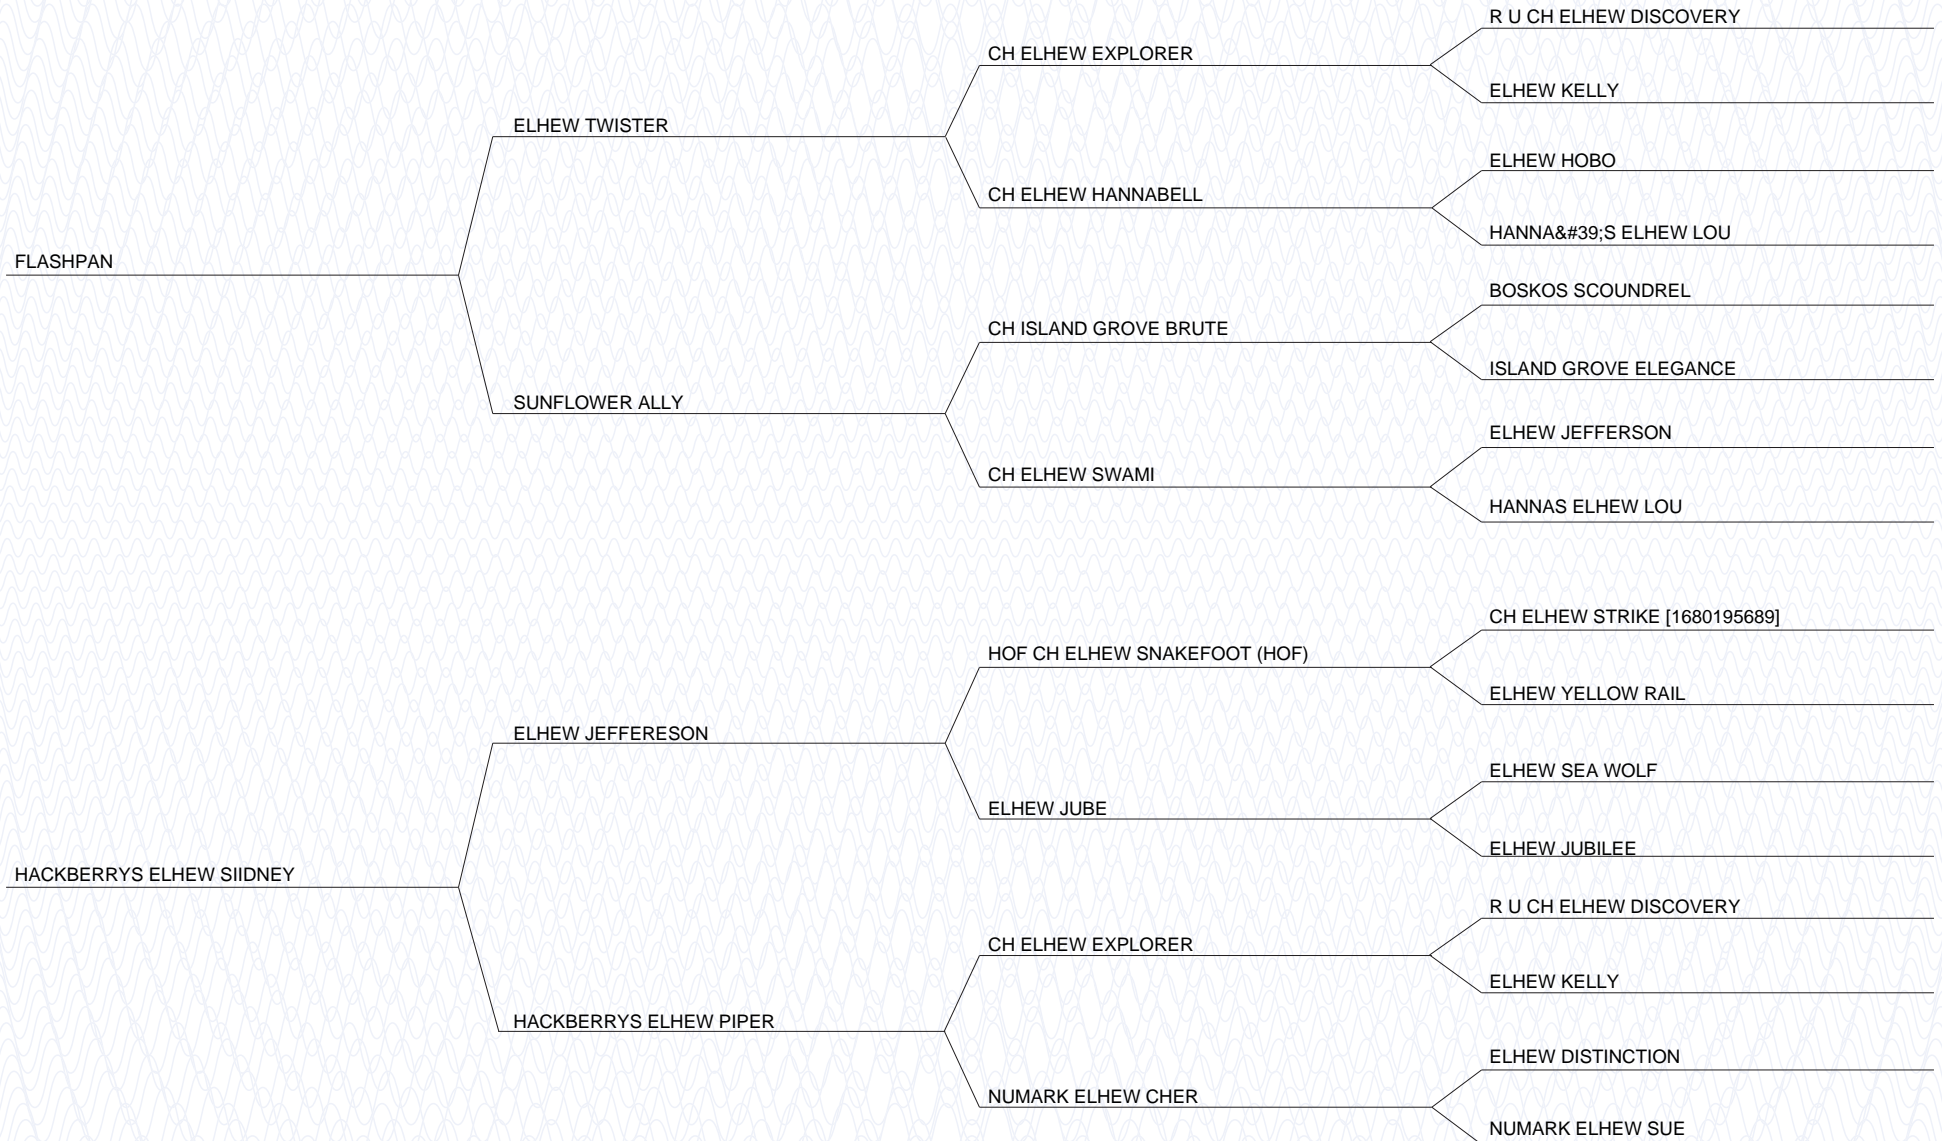 R U CH ELHEW DISCOVERY
CH ELHEW EXPLORER
ELHEW KELLY
ELHEW TWISTER
ELHEW HOBO
CH ELHEW HANNABELL
HANNA&#39;S ELHEW LOU
FLASHPAN
BOSKOS SCOUNDREL
CH ISLAND GROVE BRUTE
ISLAND GROVE ELEGANCE
SUNFLOWER ALLY
ELHEW JEFFERSON
CH ELHEW SWAMI
HANNAS ELHEW LOU
CH ELHEW STRIKE [1680195689]
HOF CH ELHEW SNAKEFOOT (HOF)
ELHEW YELLOW RAIL
ELHEW JEFFERESON
ELHEW SEA WOLF
ELHEW JUBE
ELHEW JUBILEE
HACKBERRYS ELHEW SIIDNEY
R U CH ELHEW DISCOVERY
CH ELHEW EXPLORER
ELHEW KELLY
HACKBERRYS ELHEW PIPER
ELHEW DISTINCTION
NUMARK ELHEW CHER
NUMARK ELHEW SUE